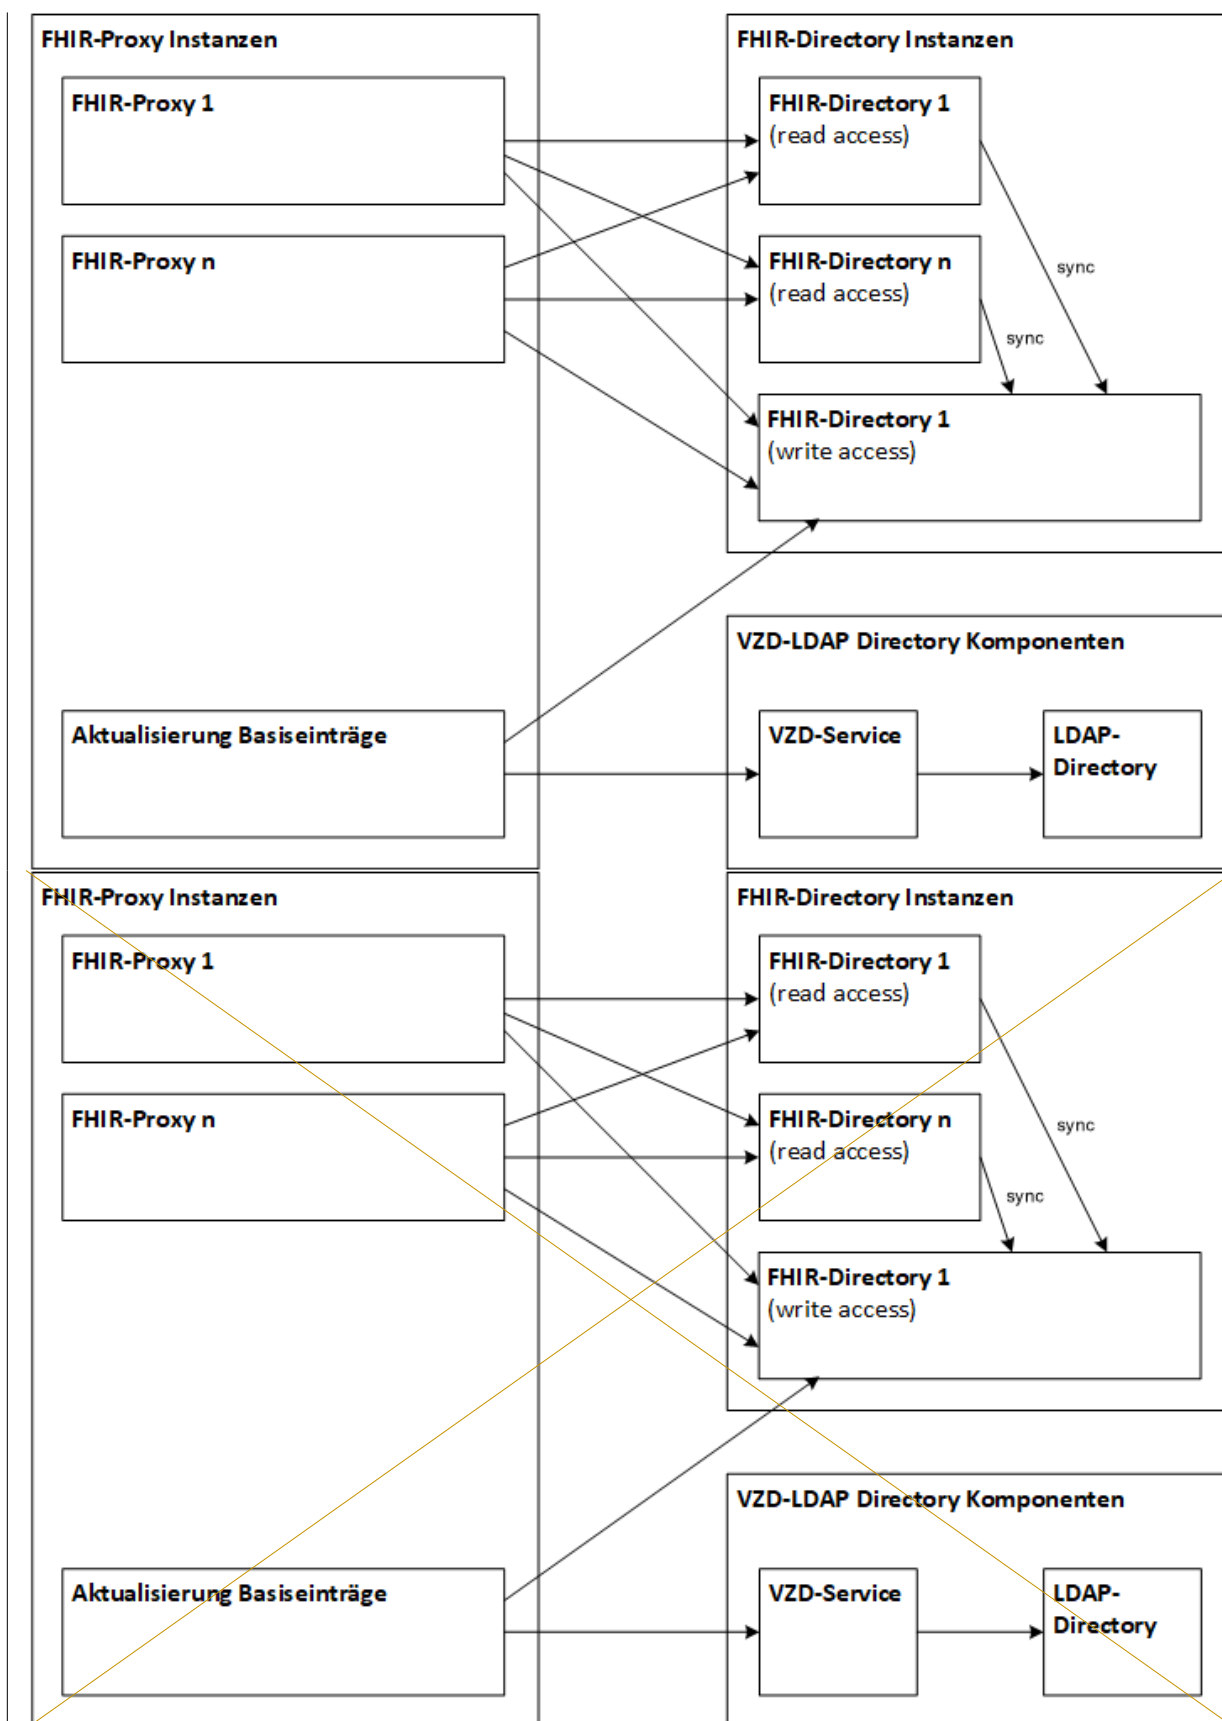 FHIR-Proxy Instanzen
FHIR-Proxy 1
FHIR-Proxy n
Aktualisierung Basiseinträge
FHIR-Directory Instanzen
FHIR-Directory 1
(read access)
FHIR-Directory n
(read access)
sync
sync
FHIR-Directory 1
(write access)
VZD-LDAP Directory Komponenten
VZD-Service
LDAP-
Directory
FHIR-Proxy Instanzen
FHIR-Proxy 1
FHIR-Proxy n
Aktualisierung Basiseinträge
FHIR-Directory Instanzen
FHIR-Directory 1
(read access)
FHIR-Directory n
(read access)
sync
sync
FHIR-Directory 1
(write access)
VZD-LDAP Directory Komponenten
VZD-Service
LDAP-
Directory